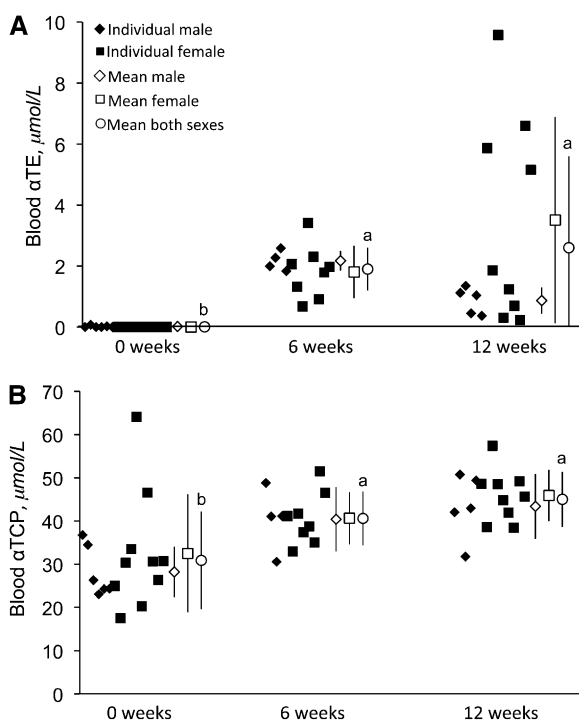 A
Blood αTE, μmol/L
10
8
6
4
2
0
Individual male
Individual female
Mean male
Mean female
Mean both sexes
b
a
a
0 weeks
6 weeks
12 weeks
B
Blood αTCP, μmol/L
70
60
50
40
30
20
10
0
b
a
a
0 weeks
6 weeks
12 weeks